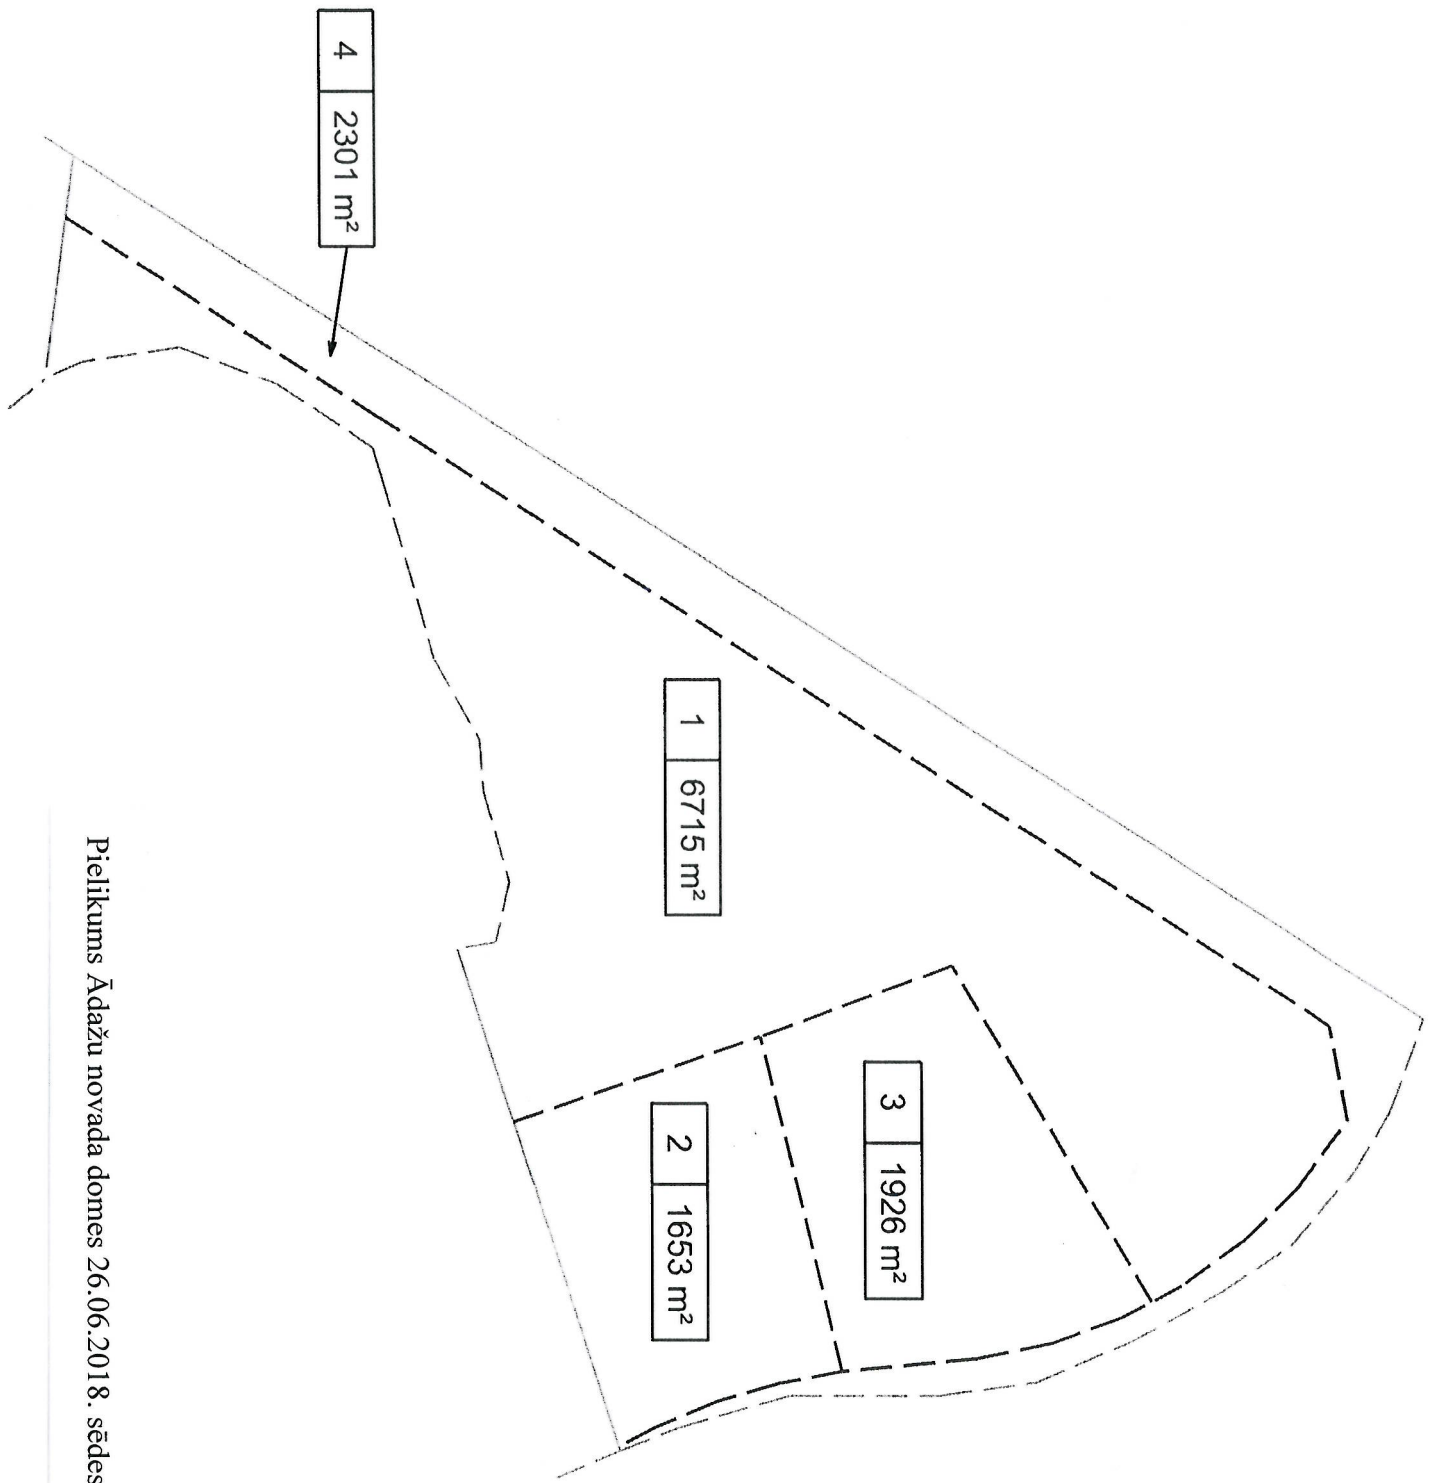 4 2301 m²
1 6715 m²
3 1926 m²
2 1653 m²
Pielikums Ādažu novada domes 26.06.2018. sēdes